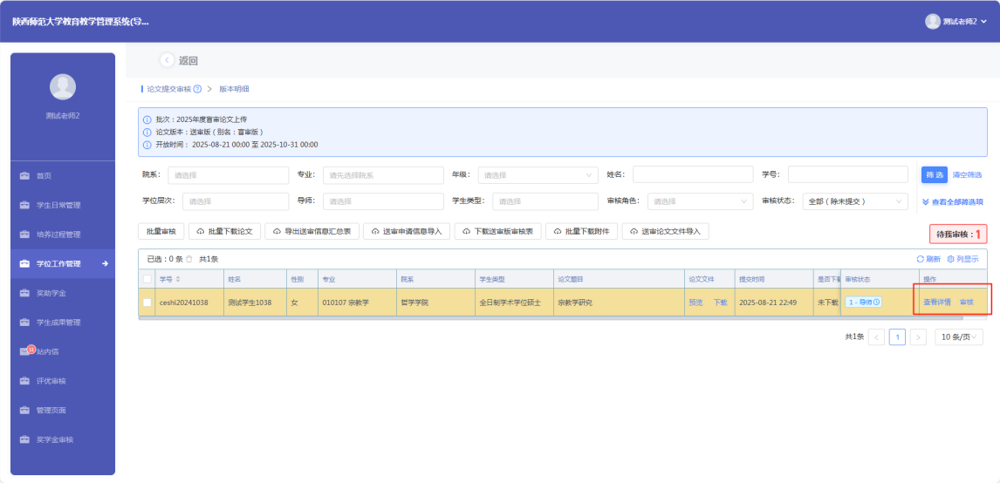 陕西师范大学教育教学管理系统(导...
测试老师2
返回
测试老师2
论文提交审核 > 版本明细
批次：2025年度盲审论文上传
论文版本：送审版（别名：盲审版）
开放时间： 2025-08-21 00:00 至 2025-10-31 00:00
首页
学生日常管理
培养过程管理
学位工作管理
奖助学金
学生成果管理
11
站内信
评优审核
管理页面
奖学金审核
院系: 请选择 专业: 请先选择院系 年级: 请选择 姓名: 学号: 筛 选 清空筛选
学位层次: 请选择 导师: 请选择 学生类型: 请选择 审核角色: 请选择 审核状态: 全部（除未提交） 查看全部筛选项
批量审核 批量下载论文 导出送审信息汇总表 送审申请信息导入 下载送审版审核表 批量下载附件 送审论文文件导入 待我审核：1
已选：0 条 共1条 刷新 列显示
学号 姓名 性别 专业 院系 学生类型 论文题目 论文文件 提交时间 是否下载 审核状态 操作
ceshi20241038 测试学生1038 女 010107 宗教学 哲学学院 全日制学术学位硕士 宗教学研究 预览 下载 2025-08-21 22:49 未下载 1 - 导师 查看详情 审核
共1条 < 1 > 10 条/页